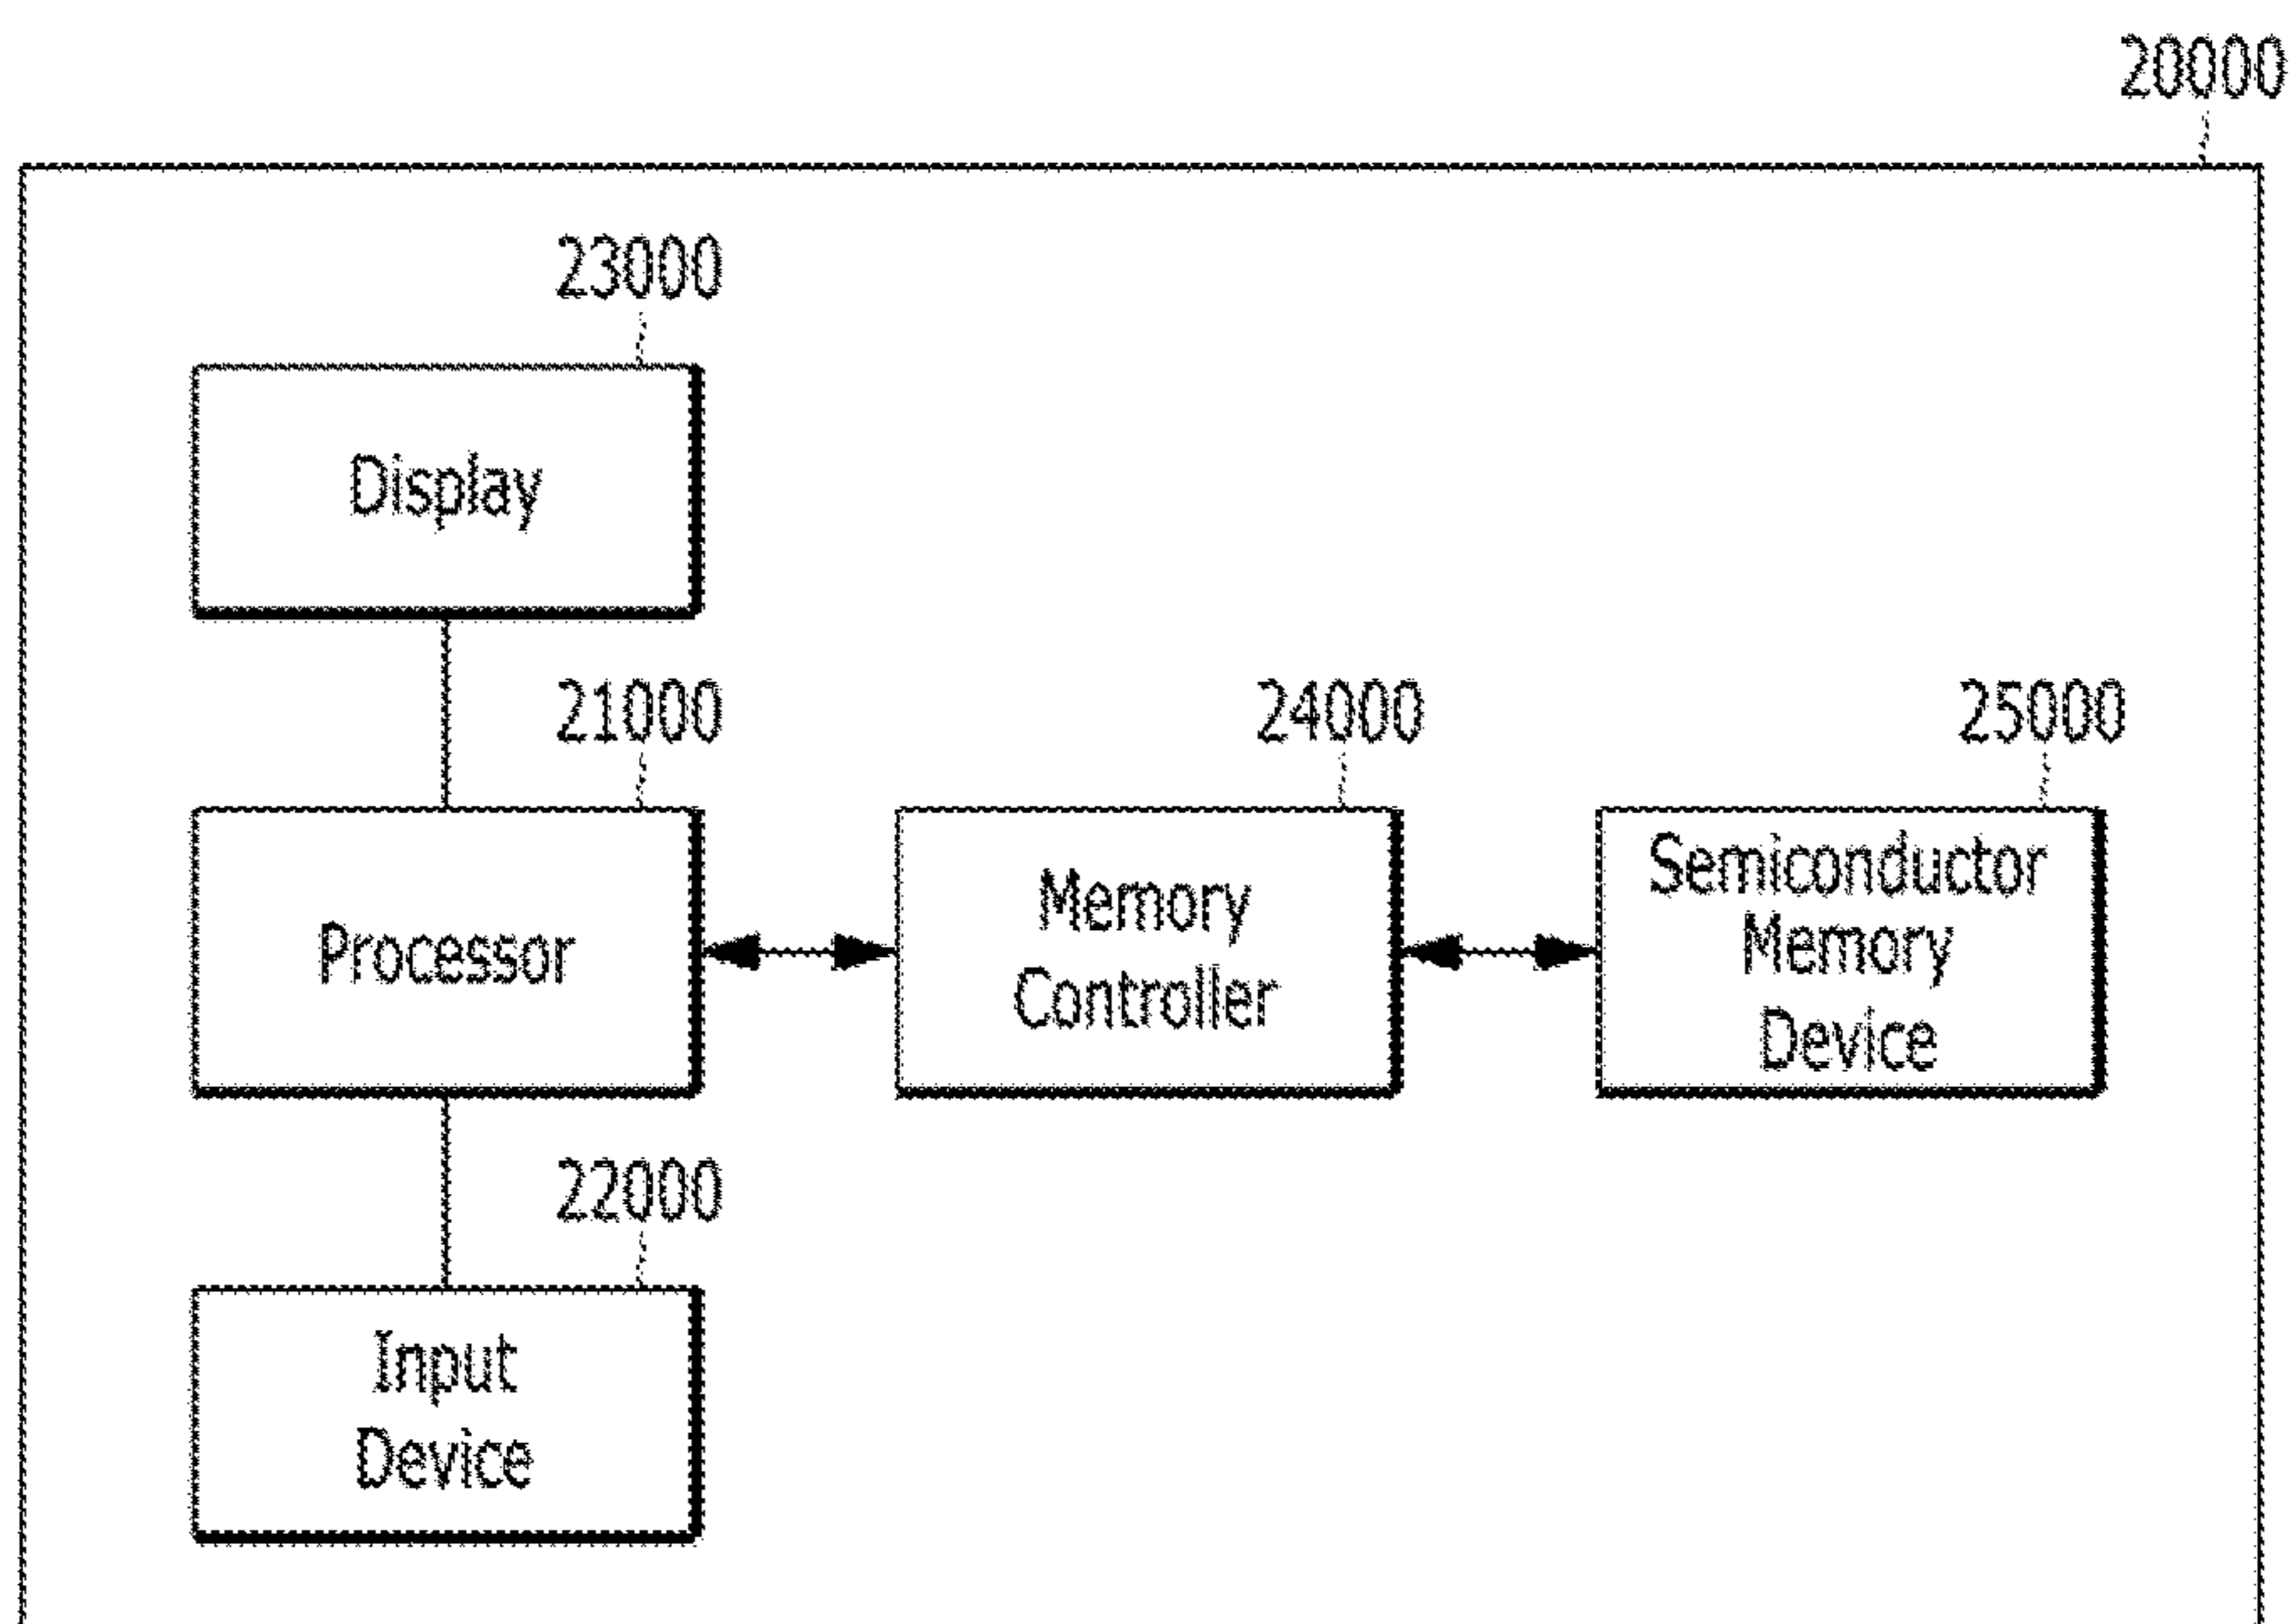 20000
23000
Display
21000
24000
25000
Processor
Memory
Controller
Semiconductor
Memory
Device
22000
Input
Device